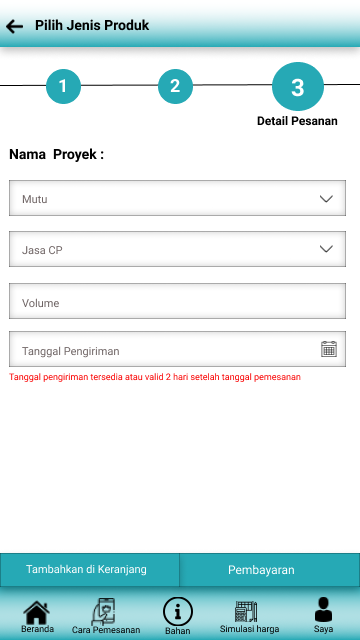 Pilih Jenis Produk
1
2
3
Detail Pesanan
Nama Proyek :
Mutu
Jasa CP
Volume
Tanggal Pengiriman
Tanggal pengiriman tersedia atau valid 2 hari setelah tanggal pemesanan
Tambahkan di Keranjang
Pembayaran
Beranda
Cara Pemesanan
Bahan
Simulasi harga
Saya